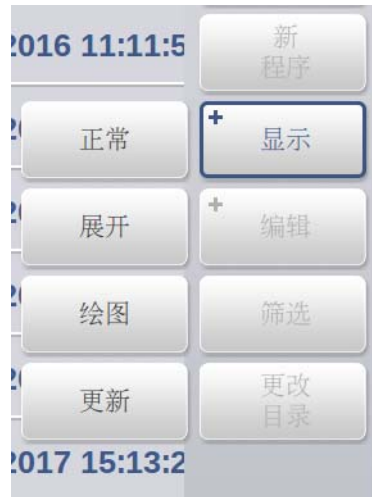 2016 11:11:5
新
程序
正常
显示
展开
编辑
绘图
筛选
更新
更改
目录
2017 15:13:2